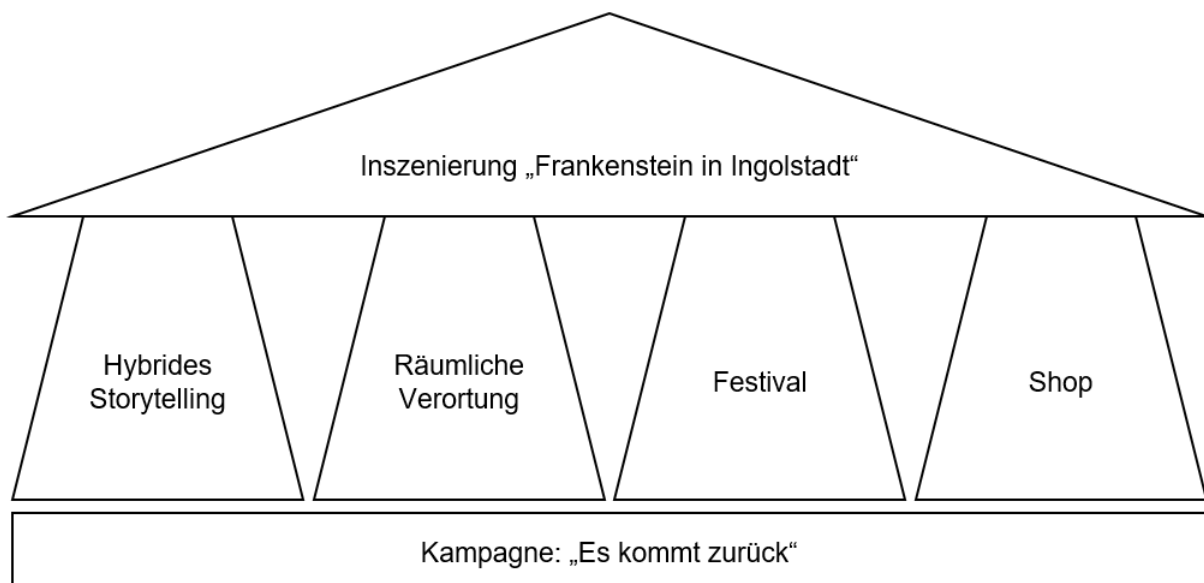 Inszenierung „Frankenstein in Ingolstadt“
Hybrides
Storytelling
Räumliche
Verortung
Festival
Shop
Kampagne: „Es kommt zurück“